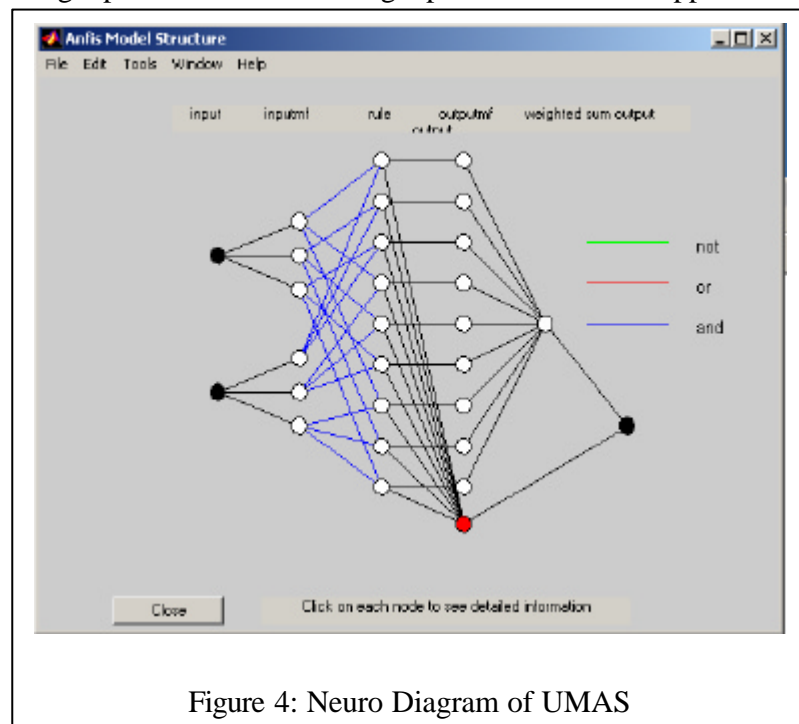 Anfis Model Structure
File Edit Tools Window Help
input inputmf rule outputmf weighted sum output
output
not
or
and
Close
Click on each node to see detailed information
Figure 4: Neuro Diagram of UMAS